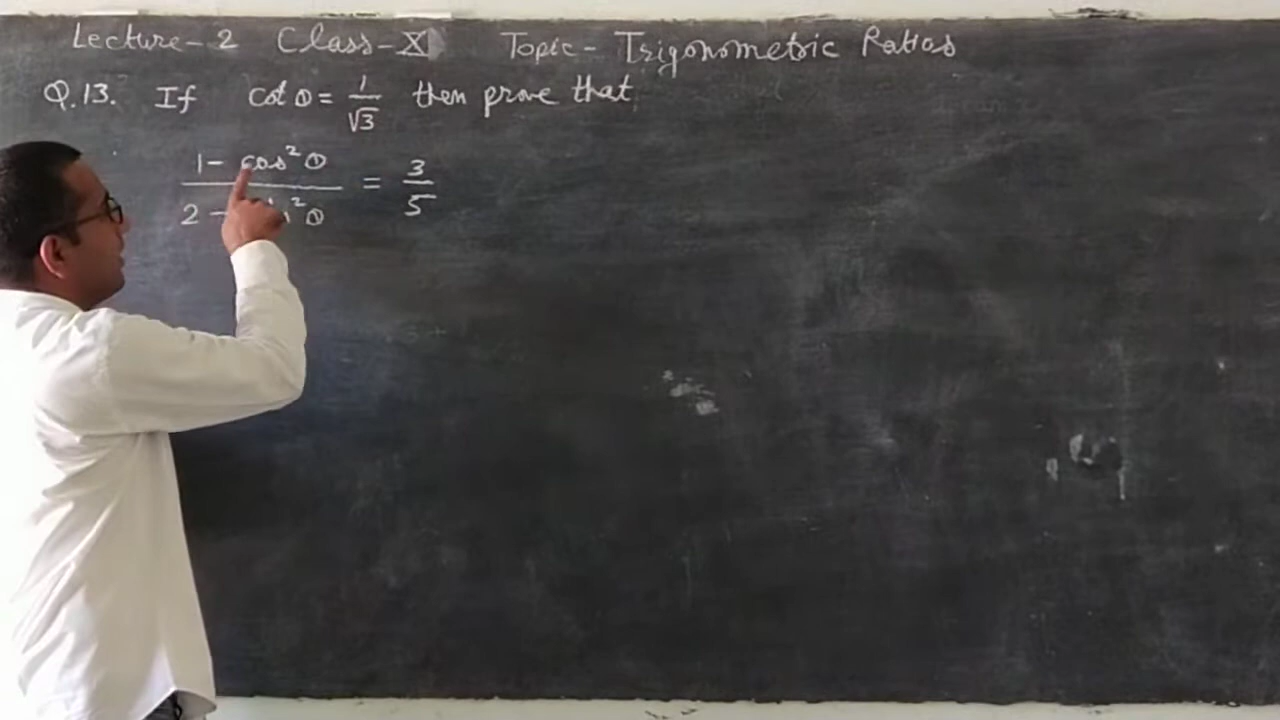 Lecture-2 Class-X Topic - Trigonometric Ratios
Q.13. If cot θ = 1/√3 then prove that
1 - cos²θ / 2 - ²θ = 3/5